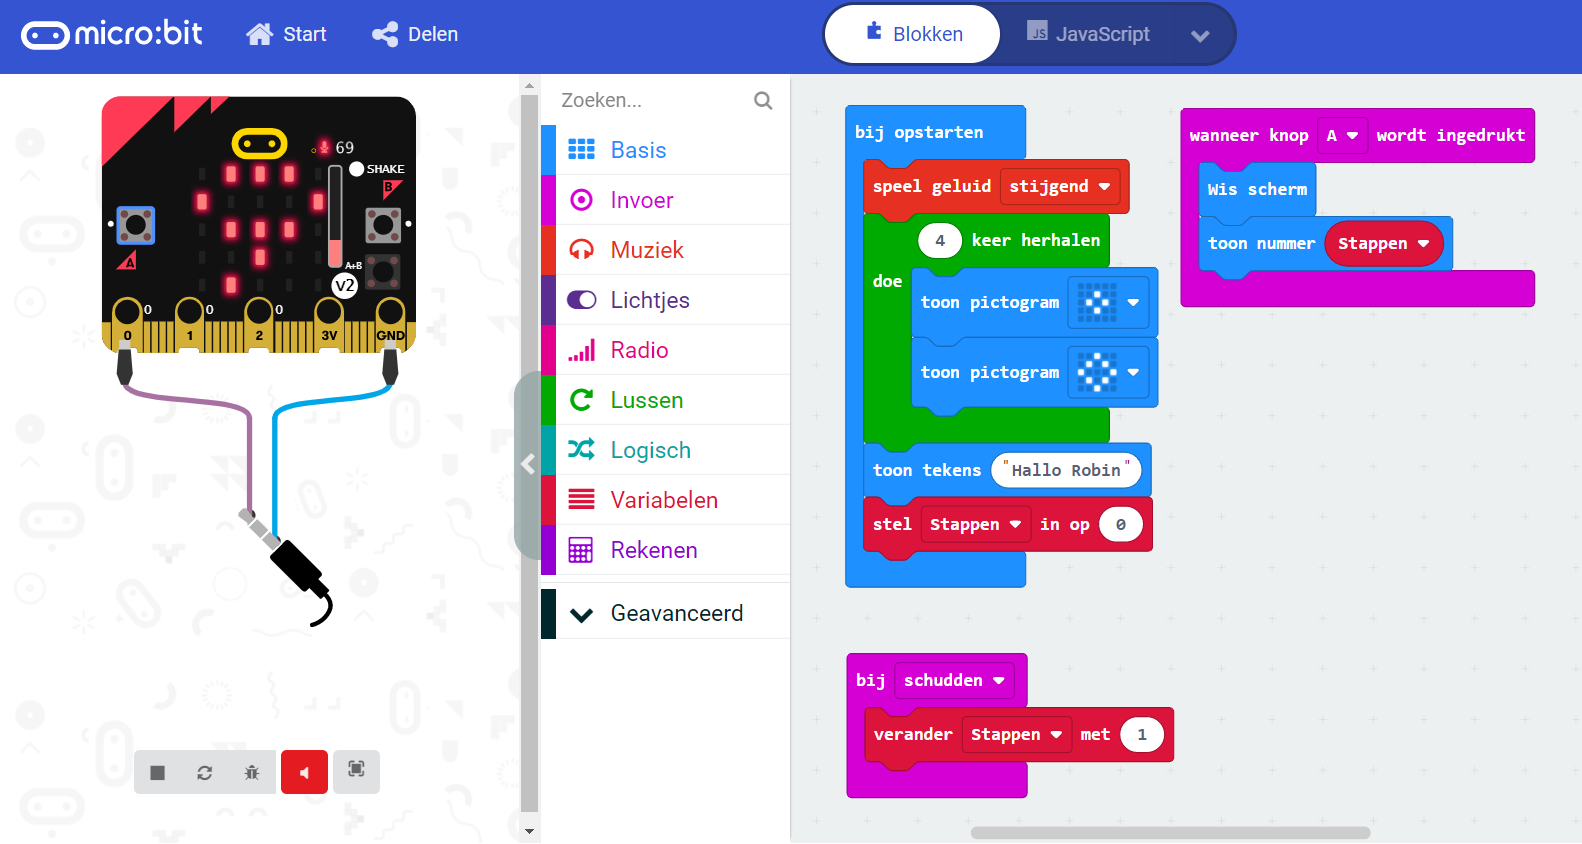 micro:bit
Start
Delen
Blokken
JS JavaScript
69
SHAKE
B
A
A+B
V2
0
0
0
0
1
2
3V
GND
Zoeken...
Basis
Invoer
Muziek
Lichtjes
Radio
Lussen
Logisch
Variabelen
Rekenen
Geavanceerd
bij opstarten
speel geluid stijgend
4 keer herhalen
doe
toon pictogram
toon pictogram
toon tekens "Hallo Robin"
stel Stappen in op 0
bij schudden
verander Stappen met 1
wanneer knop A wordt ingedrukt
Wis scherm
toon nummer Stappen